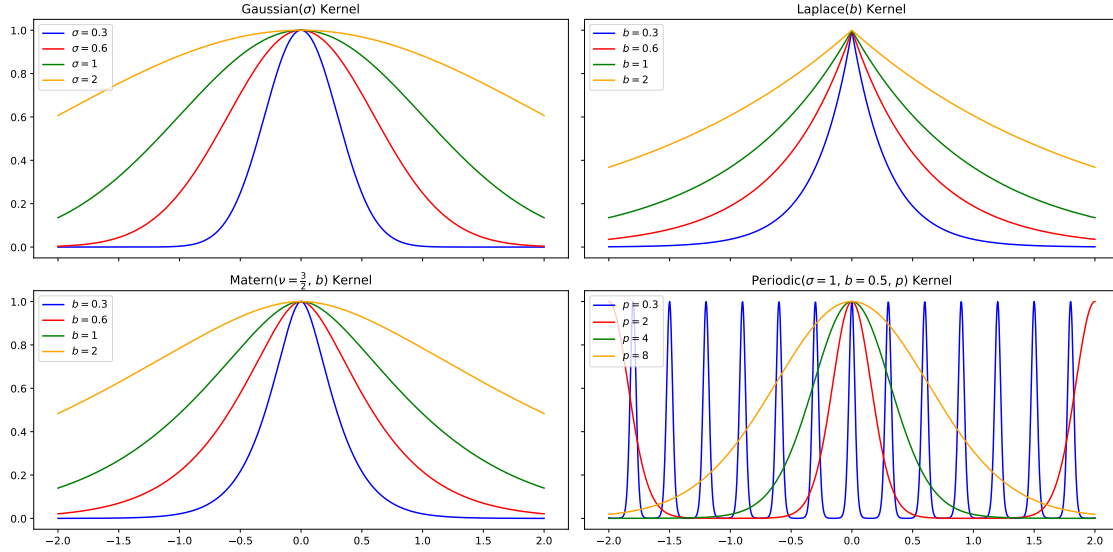 Gaussian(σ) Kernel
σ = 0.3
σ = 0.6
σ = 1
σ = 2
1.0
0.8
0.6
0.4
0.2
0.0
Laplace(b) Kernel
b = 0.3
b = 0.6
b = 1
b = 2
Matern(ν = 3/2, b) Kernel
b = 0.3
b = 0.6
b = 1
b = 2
1.0
0.8
0.6
0.4
0.2
0.0
−2.0 −1.5 −1.0 −0.5 0.0 0.5 1.0 1.5 2.0
Periodic(σ = 1, b = 0.5, p) Kernel
p = 0.3
p = 2
p = 4
p = 8
−2.0 −1.5 −1.0 −0.5 0.0 0.5 1.0 1.5 2.0